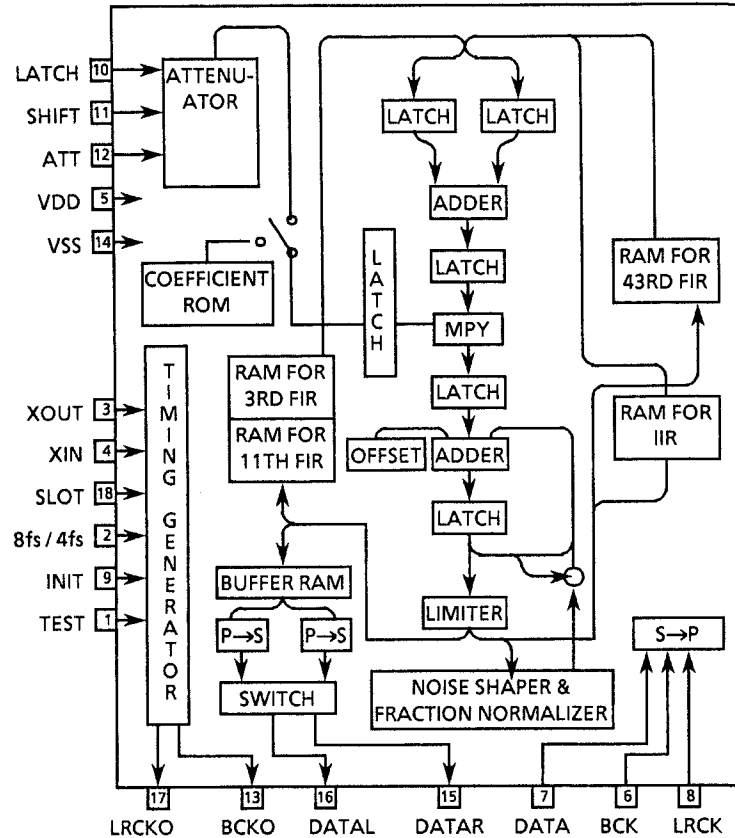 LATCH 10
SHIFT 11
ATT 12
VDD 5
VSS 14
ATTENU-
ATOR
COEFFICIENT
ROM
LATCH
LATCH
LATCH
ADDER
LATCH
MPY
LATCH
RAM FOR
43RD FIR
RAM FOR
3RD FIR
RAM FOR
11TH FIR
OFFSET
ADDER
RAM FOR
IIR
XOUT 3
XIN 4
SLOT 18
8fs / 4fs 2
INIT 9
TEST 1
TIMING GENERATOR
LATCH
BUFFER RAM
LIMITER
P→S
P→S
S→P
SWITCH
NOISE SHAPER &
FRACTION NORMALIZER
17
13
16
15
7
6
8
LRCKO
BCKO
DATAL
DATAR
DATA
BCK
LRCK